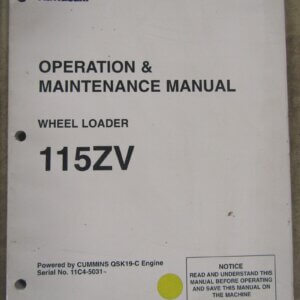 OPERATION &
MAINTENANCE MANUAL
WHEEL LOADER
115ZV
Powered by CUMMINS QSK19-C Engine
Serial No. 11C4-5031~
NOTICE
READ AND UNDERSTAND THIS
MANUAL BEFORE OPERATING
AND SAVE THIS MANUAL ON
THE MACHINE